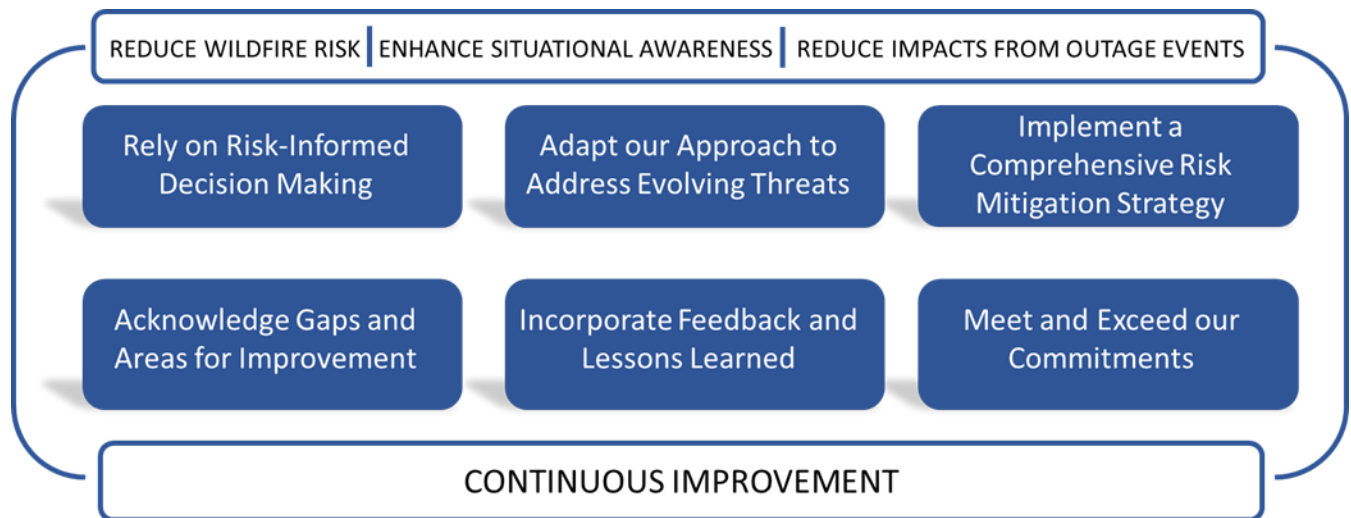 REDUCE WILDFIRE RISK | ENHANCE SITUATIONAL AWARENESS | REDUCE IMPACTS FROM OUTAGE EVENTS
Rely on Risk-Informed
Decision Making
Adapt our Approach to
Address Evolving Threats
Implement a
Comprehensive Risk
Mitigation Strategy
Acknowledge Gaps and
Areas for Improvement
Incorporate Feedback and
Lessons Learned
Meet and Exceed our
Commitments
CONTINUOUS IMPROVEMENT